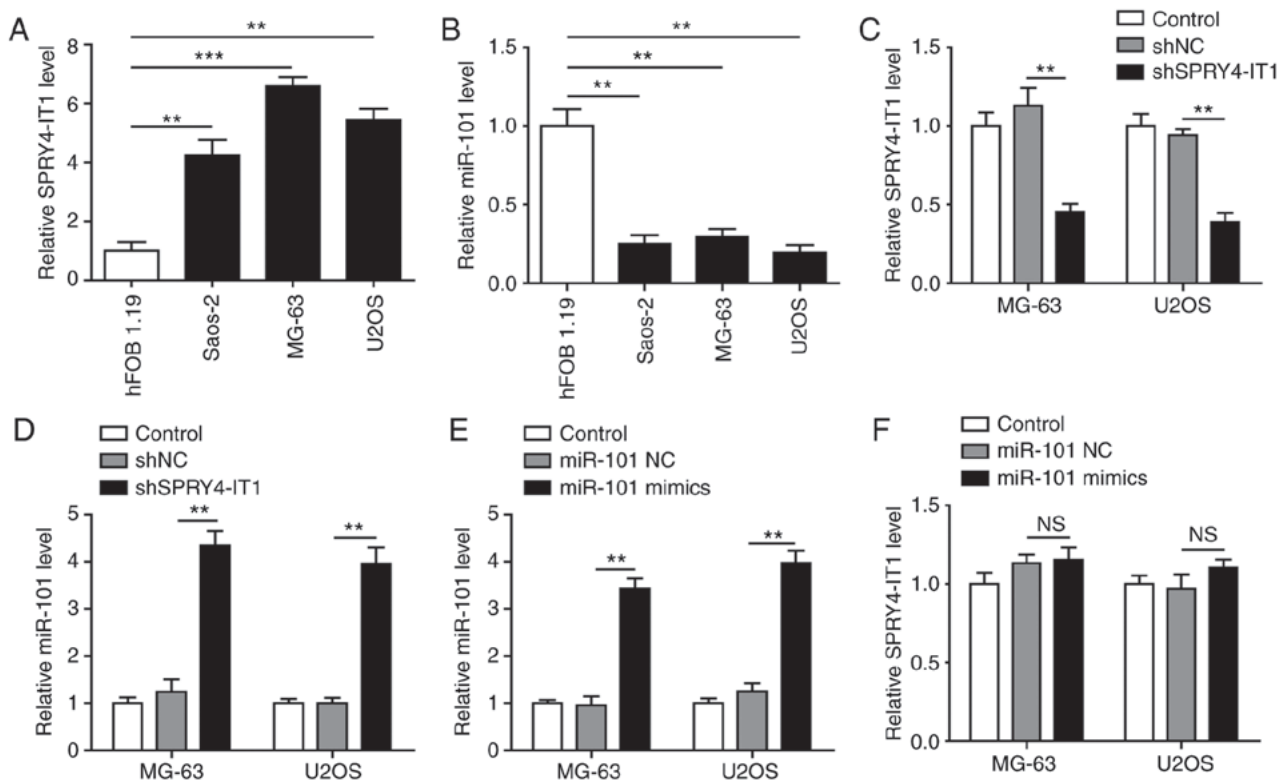 A
Relative SPRY4-IT1 level
8
6
4
2
0
**
***
**
hFOB 1.19
Saos-2
MG-63
U2OS
B
Relative miR-101 level
1.5
1.0
0.5
0.0
**
**
**
hFOB 1.19
Saos-2
MG-63
U2OS
C
Control
shNC
shSPRY4-IT1
Relative SPRY4-IT1 level
1.5
1.0
0.5
0.0
**
**
MG-63
U2OS
D
Control
shNC
shSPRY4-IT1
Relative miR-101 level
5
4
3
2
1
0
**
**
MG-63
U2OS
E
Control
miR-101 NC
miR-101 mimics
Relative miR-101 level
5
4
3
2
1
0
**
**
MG-63
U2OS
F
Control
miR-101 NC
miR-101 mimics
Relative SPRY4-IT1 level
1.5
1.0
0.5
0.0
NS
NS
MG-63
U2OS